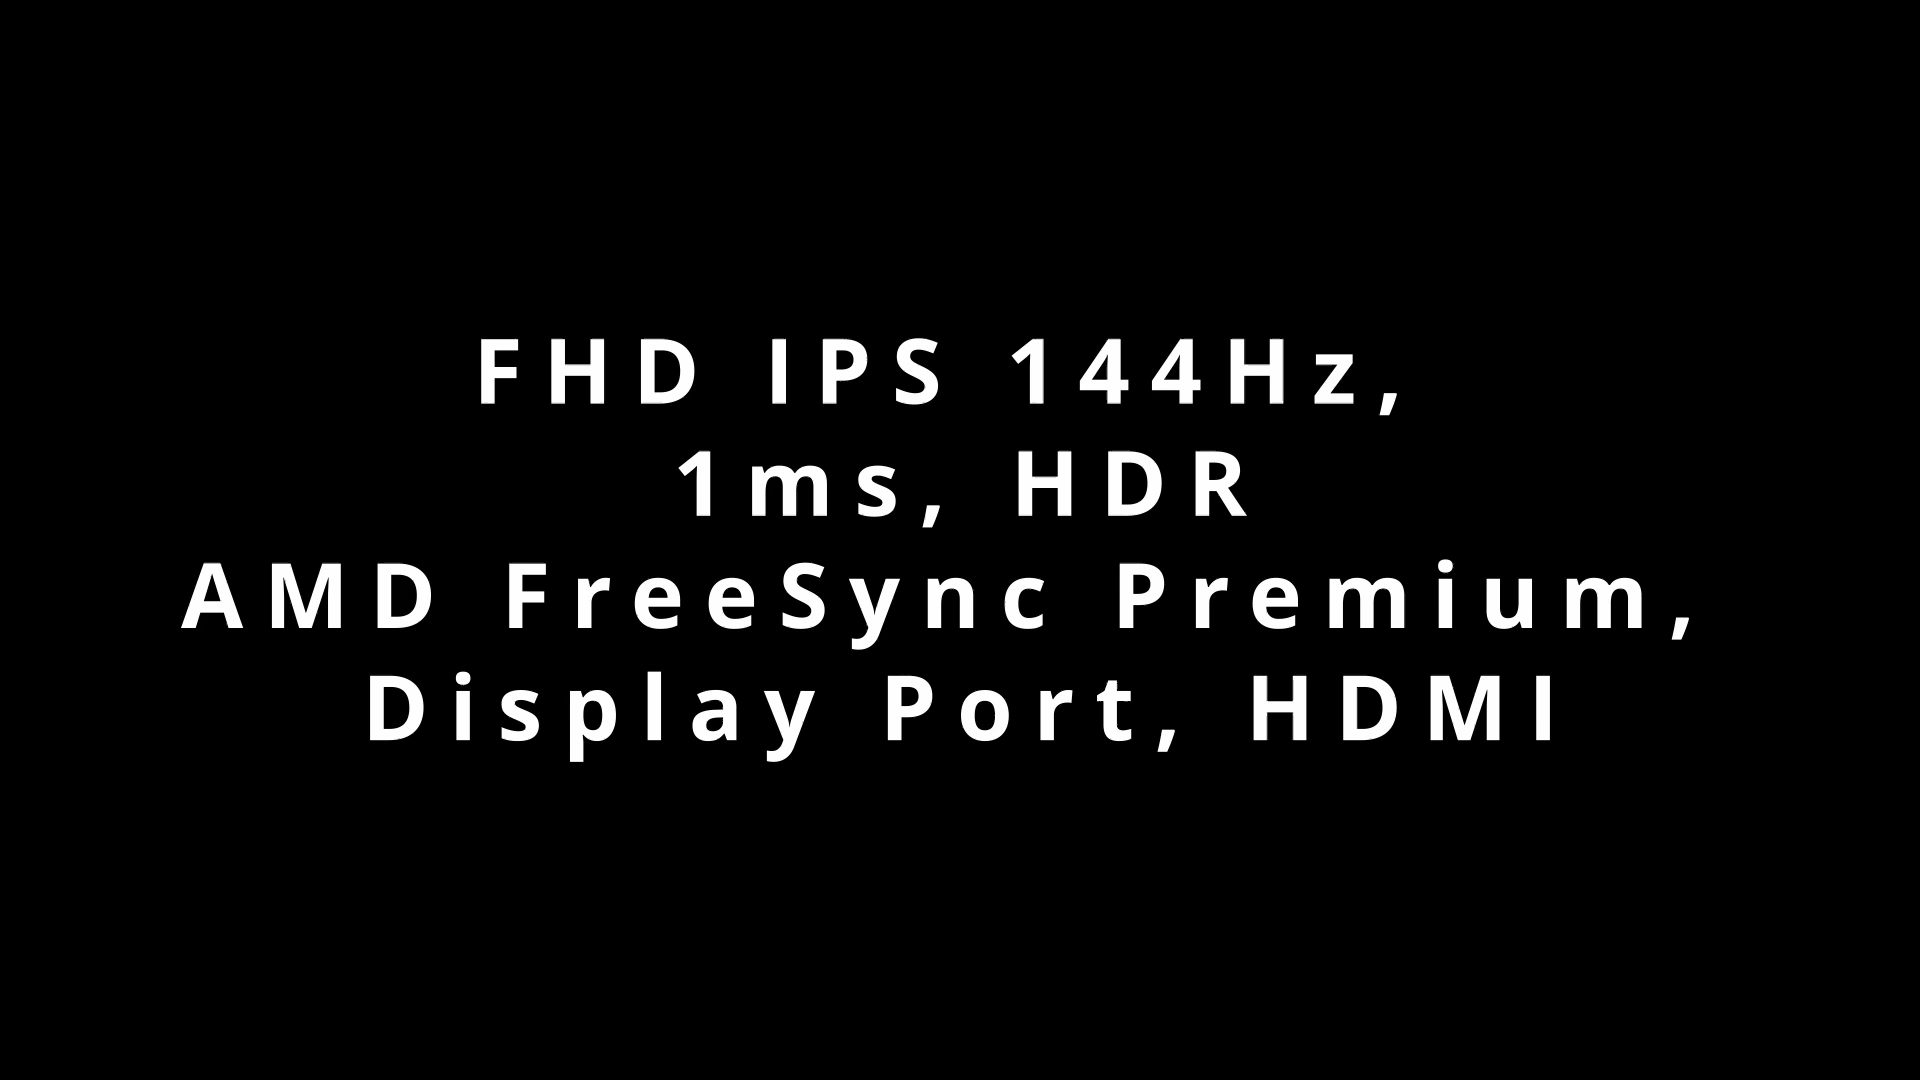 FHD IPS 144Hz,
1ms, HDR
AMD FreeSync Premium,
Display Port, HDMI